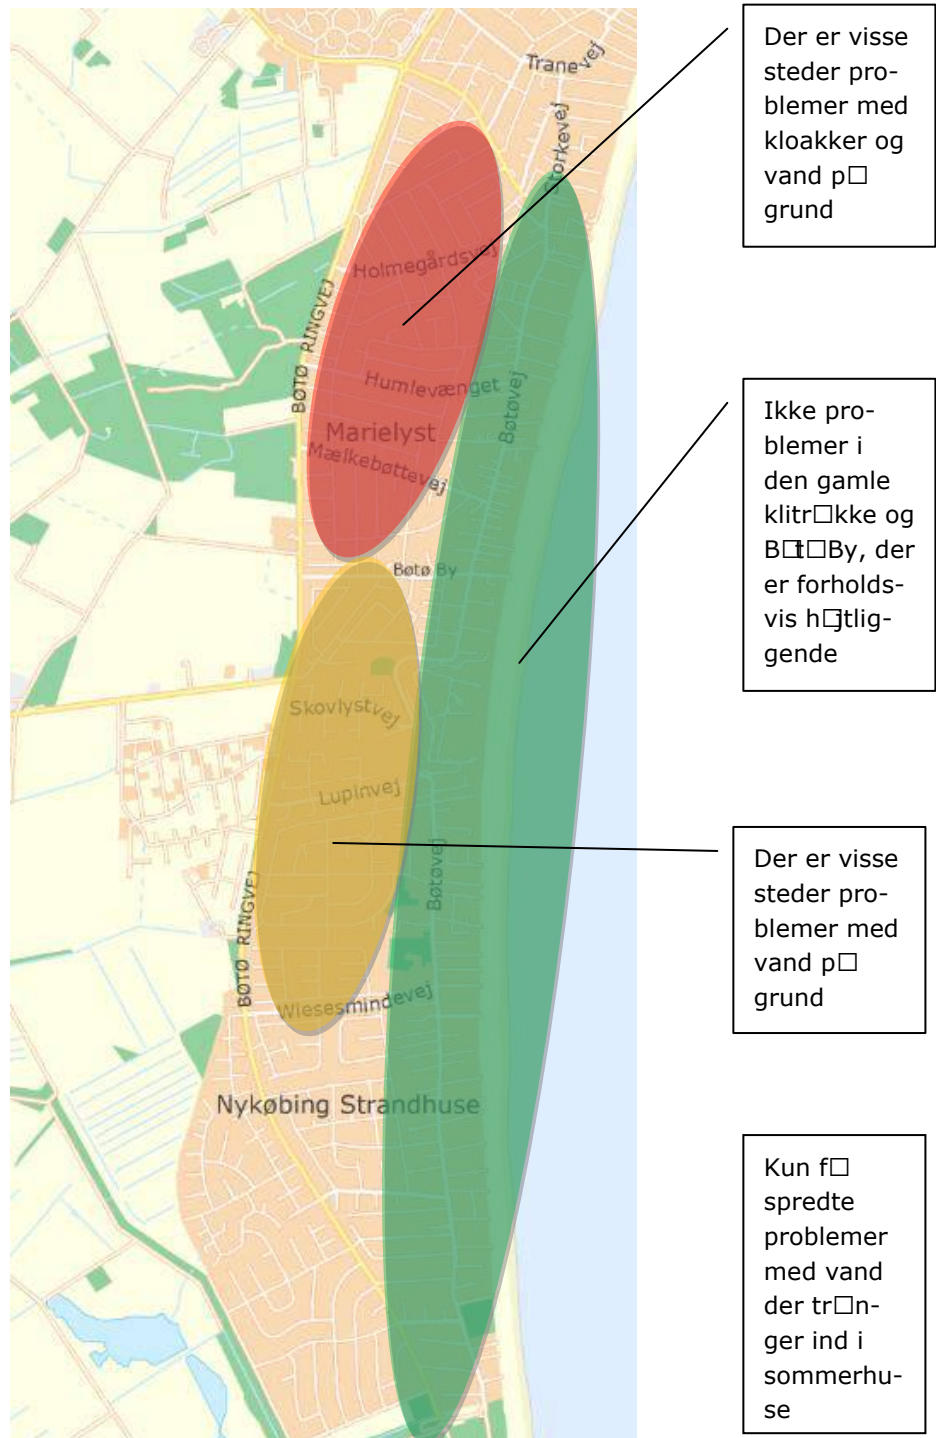 Tranevej
Storkevej
Holmegårdsvej
BØTØ RINGVEJ
Humlevænget
Bøtøvej
Marielyst
Mælkebøttevej
Bøtø By
Skovlystvej
Lupinvej
Bøtøvej
BØTØ RINGVEJ
Wiesesmindevej
Nykøbing Strandhuse
Der er visse
steder pro-
blemer med
kloakker og
vand p□
grund
Ikke pro-
blemer i
den gamle
klitr□kke og
B□t□By, der
er forholds-
vis h□jtlig-
gende
Der er visse
steder pro-
blemer med
vand p□
grund
Kun f□
spredte
problemer
med vand
der tr□n-
ger ind i
sommerhu-
se